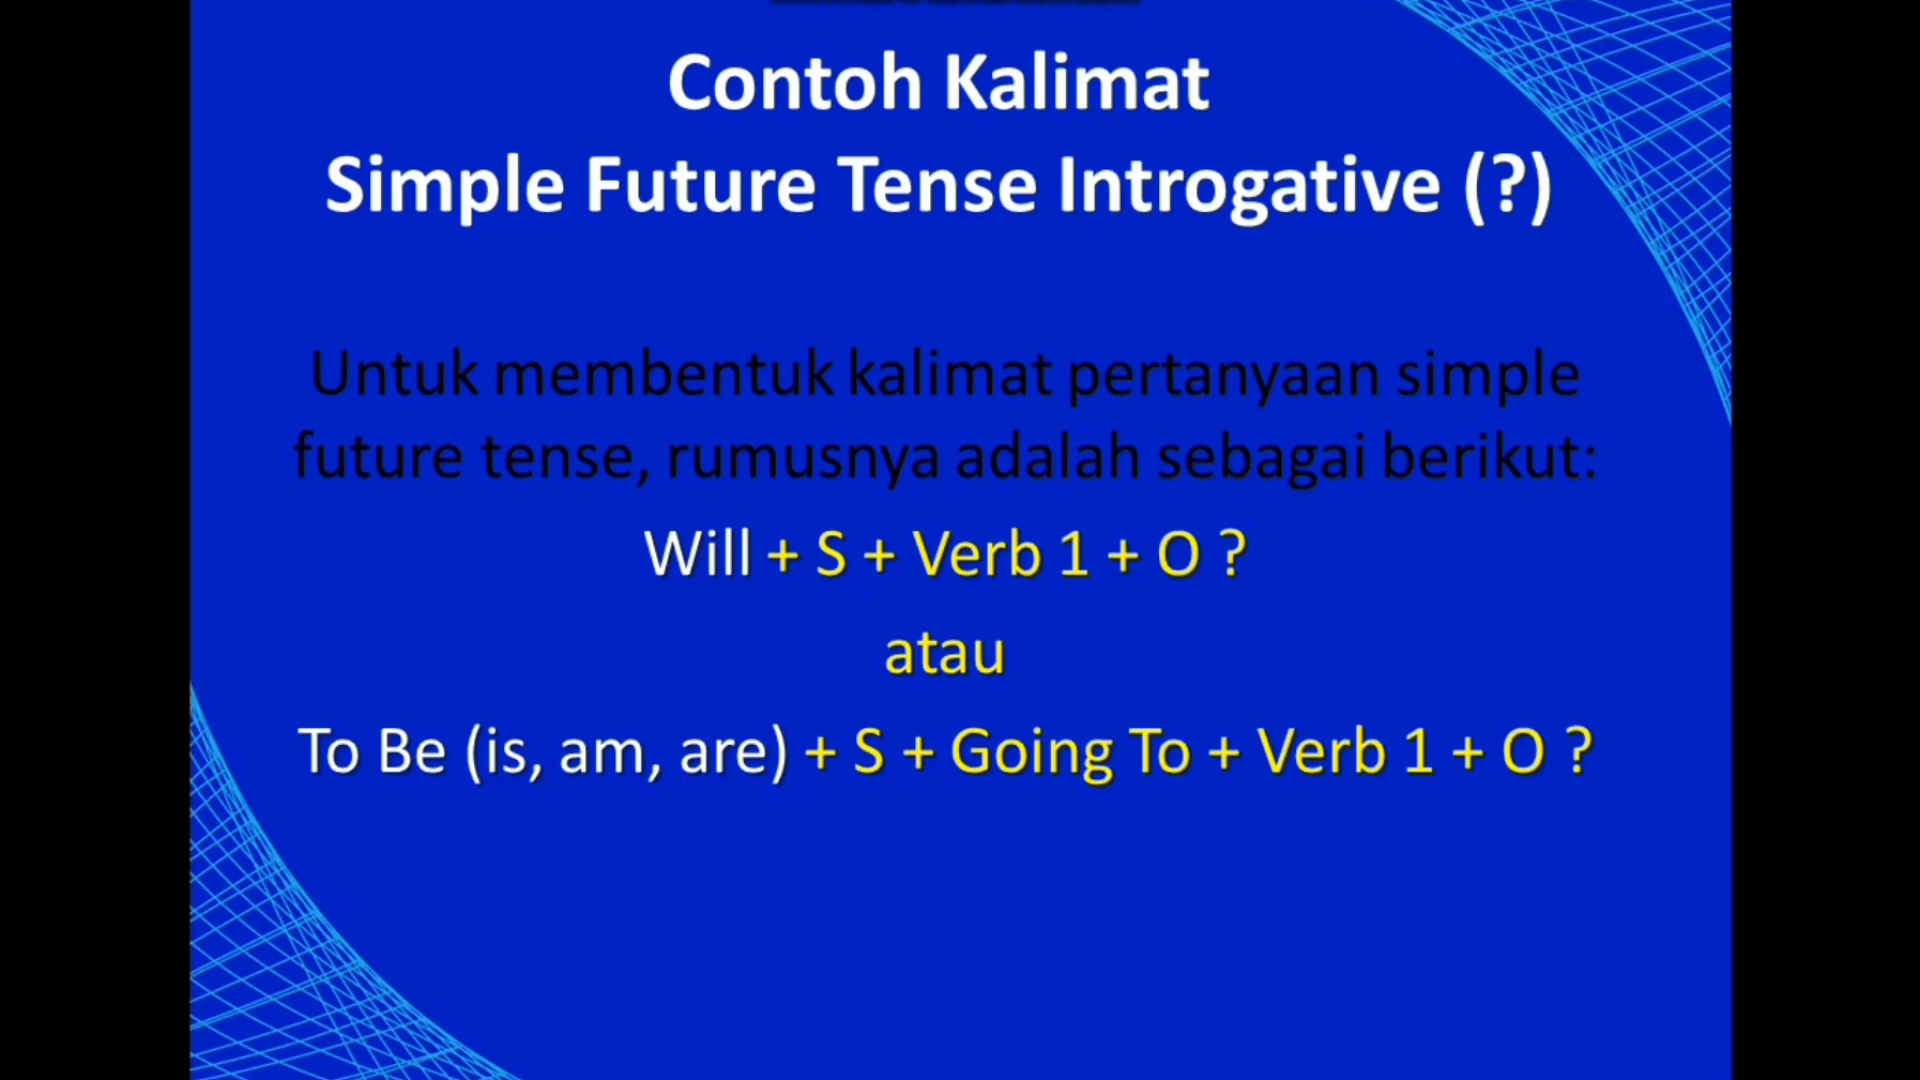 Contoh Kalimat
Simple Future Tense Introgative (?)
Untuk membentuk kalimat pertanyaan simple
future tense, rumusnya adalah sebagai berikut:
Will + S + Verb 1 + O ?
atau
To Be (is, am, are) + S + Going To + Verb 1 + O ?